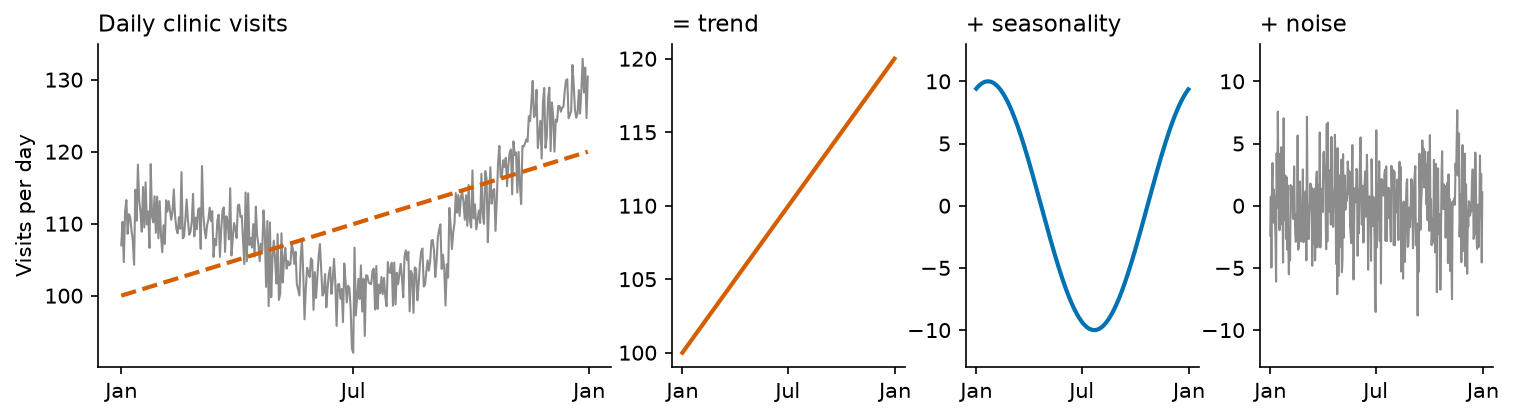 Daily clinic visits
Visits per day
130
120
110
100
Jan
Jul
Jan
= trend
120
115
110
105
100
Jan
Jul
Jan
+ seasonality
10
5
0
−5
−10
Jan
Jul
Jan
+ noise
10
5
0
−5
−10
Jan
Jul
Jan